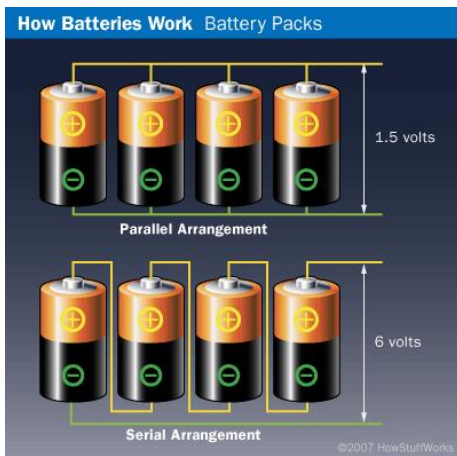 How Batteries Work Battery Packs
1.5 volts
Parallel Arrangement
6 volts
Serial Arrangement
©2007 HowStuffWorks